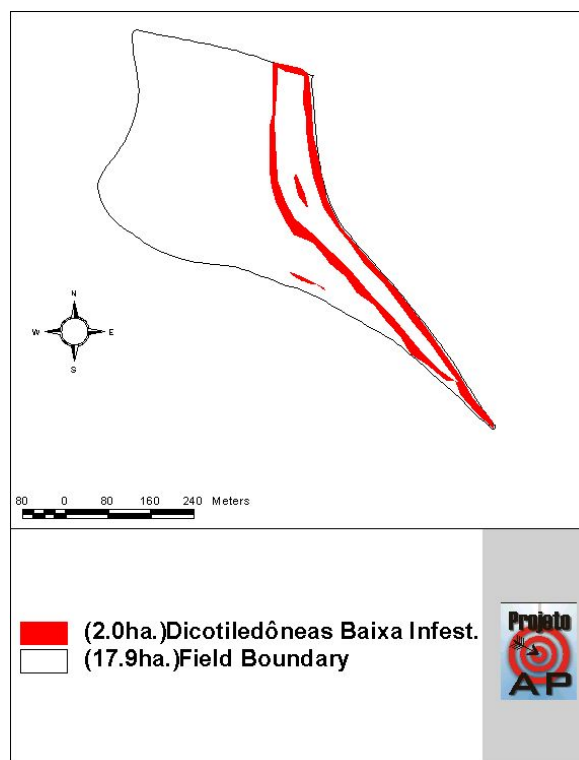 N
W E
S
80 0 80 160 240 Meters
(2.0ha.)Dicotiledôneas Baixa Infest.
(17.9ha.)Field Boundary
Projeto
AP